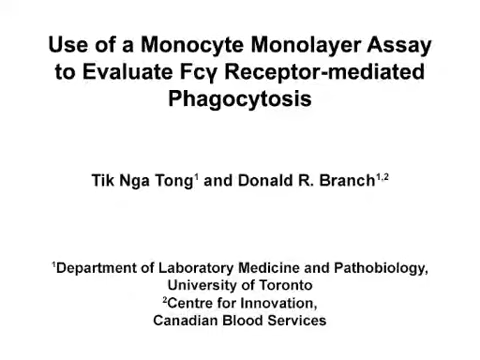 Use of a Monocyte Monolayer Assay
to Evaluate Fcγ Receptor-mediated
Phagocytosis
Tik Nga Tong¹ and Donald R. Branch¹,²
¹Department of Laboratory Medicine and Pathobiology,
University of Toronto
²Centre for Innovation,
Canadian Blood Services